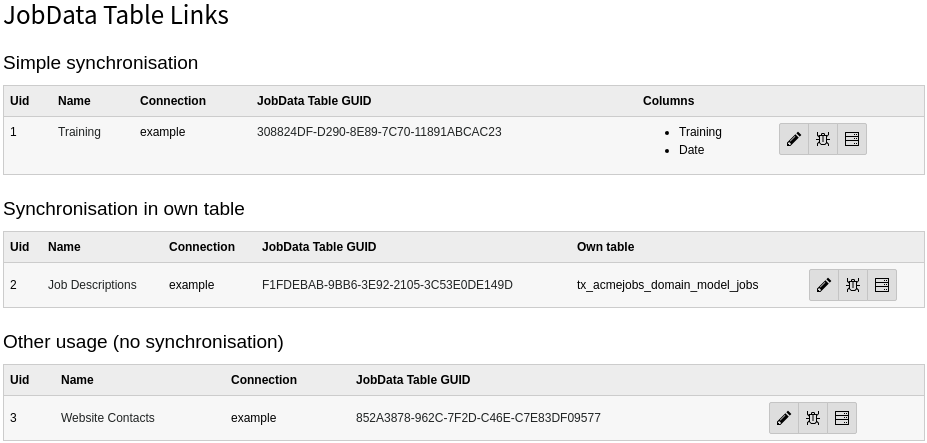 JobData Table Links
Simple synchronisation
Uid Name Connection JobData Table GUID Columns
1 Training example 308824DF-D290-8E89-7C70-11891ABCAC23 • Training
• Date
Synchronisation in own table
Uid Name Connection JobData Table GUID Own table
2 Job Descriptions example F1FDEBAB-9BB6-3E92-2105-3C53E0DE149D tx_acmejobs_domain_model_jobs
Other usage (no synchronisation)
Uid Name Connection JobData Table GUID
3 Website Contacts example 852A3878-962C-7F2D-C46E-C7E83DF09577